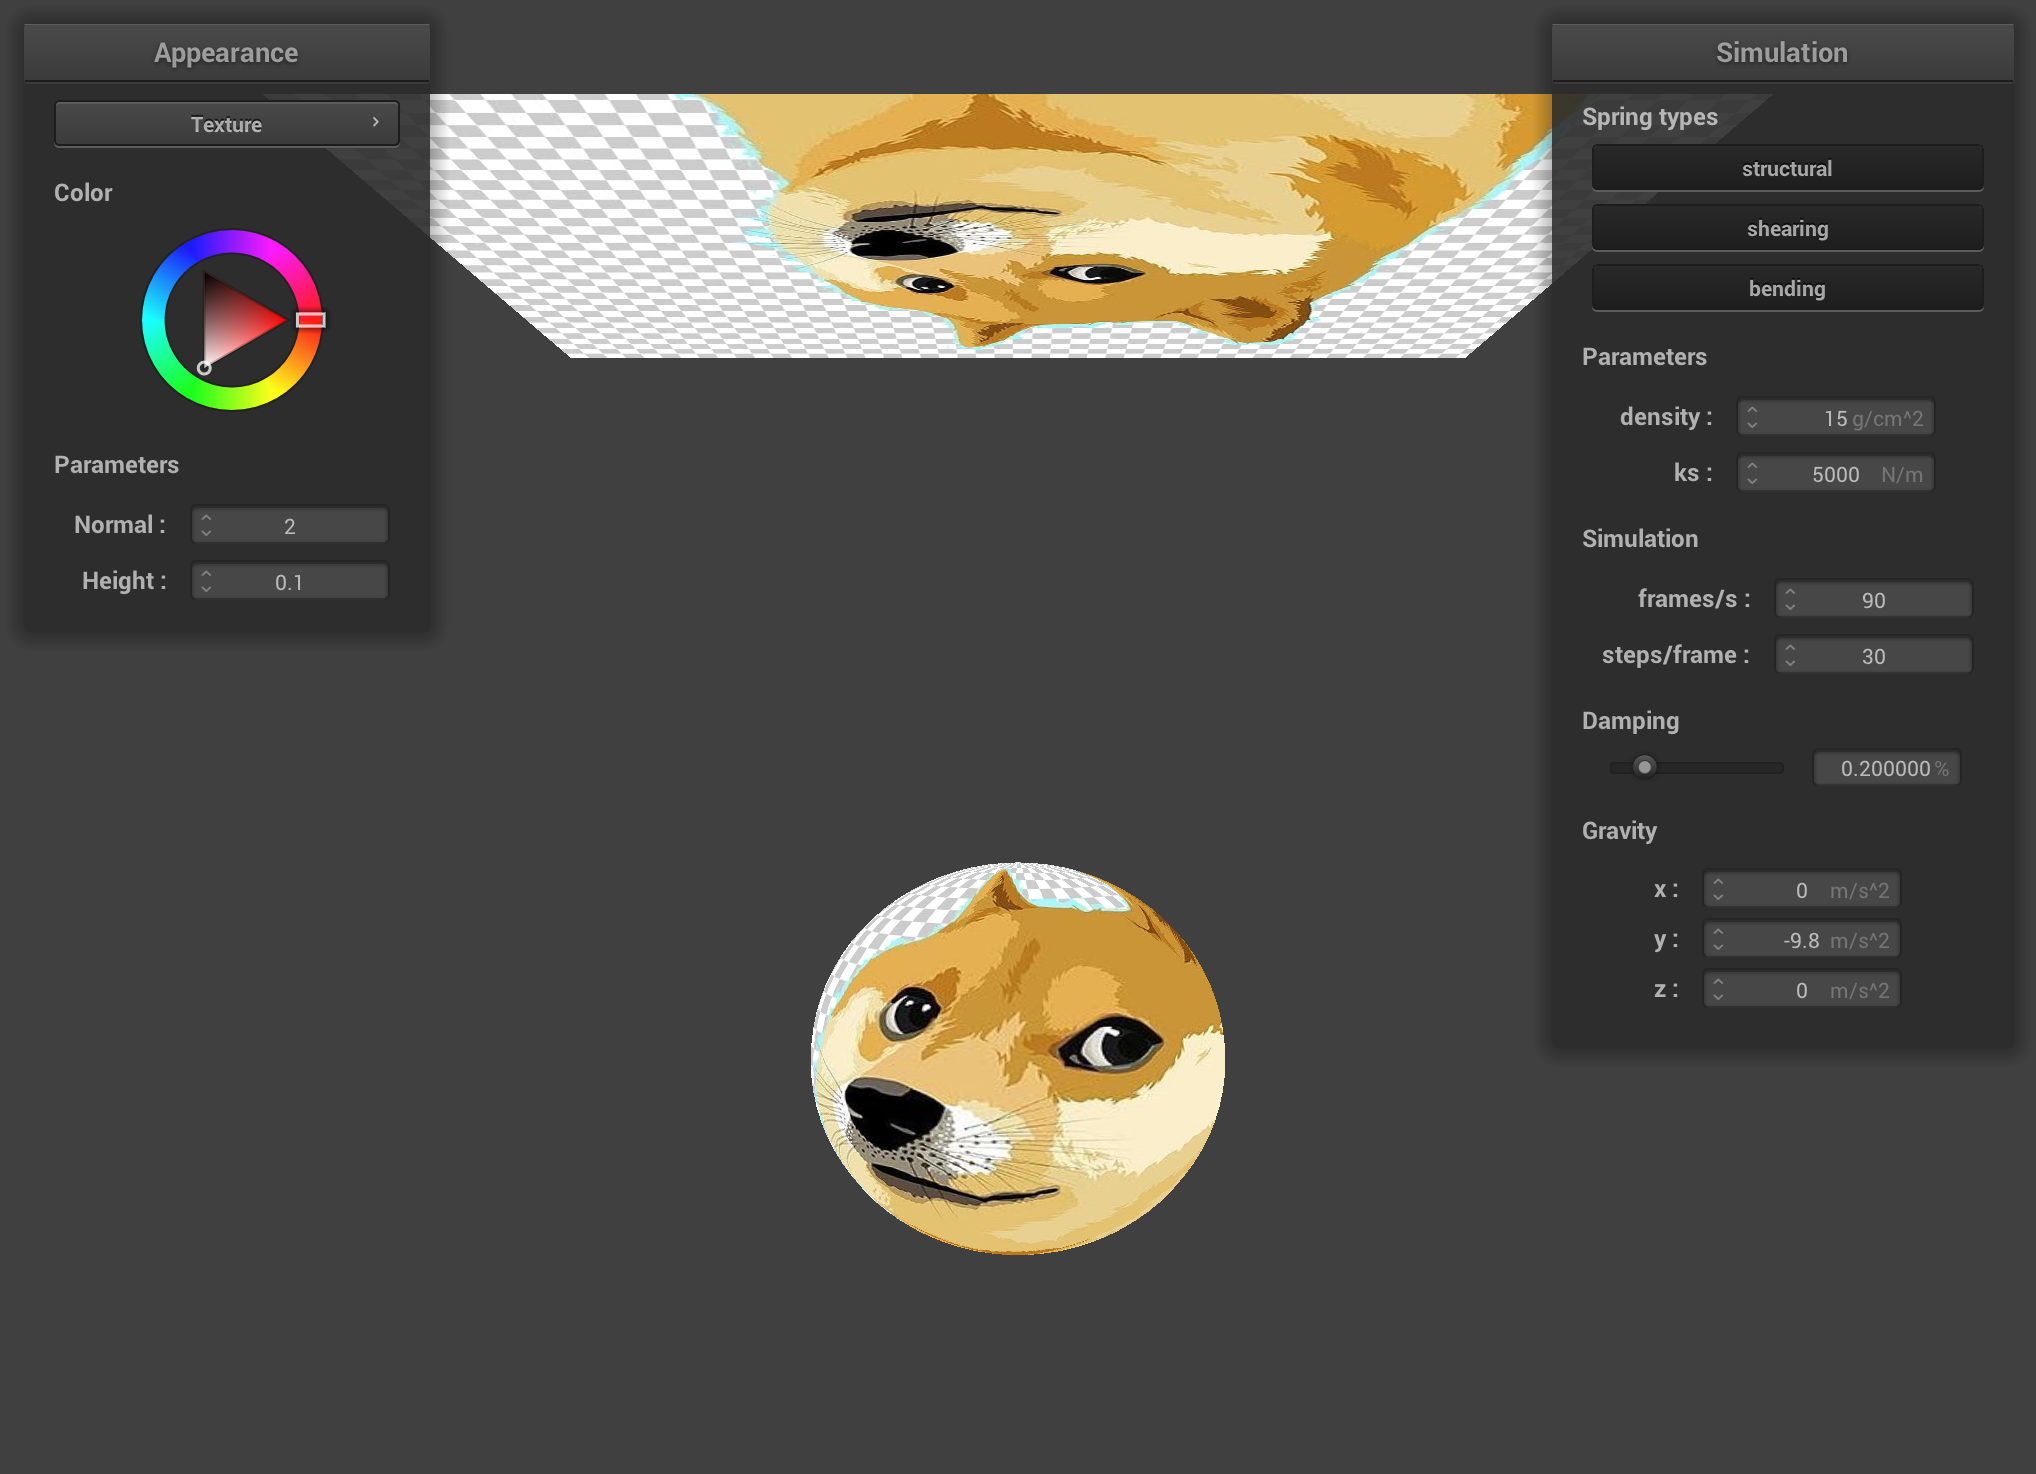 Appearance
Texture
Color
Parameters
Normal : 2
Height : 0.1
Simulation
Spring types
structural
shearing
bending
Parameters
density : 15 g/cm^2
ks : 5000 N/m
Simulation
frames/s : 90
steps/frame : 30
Damping
0.200000 %
Gravity
x : 0 m/s^2
y : -9.8 m/s^2
z : 0 m/s^2